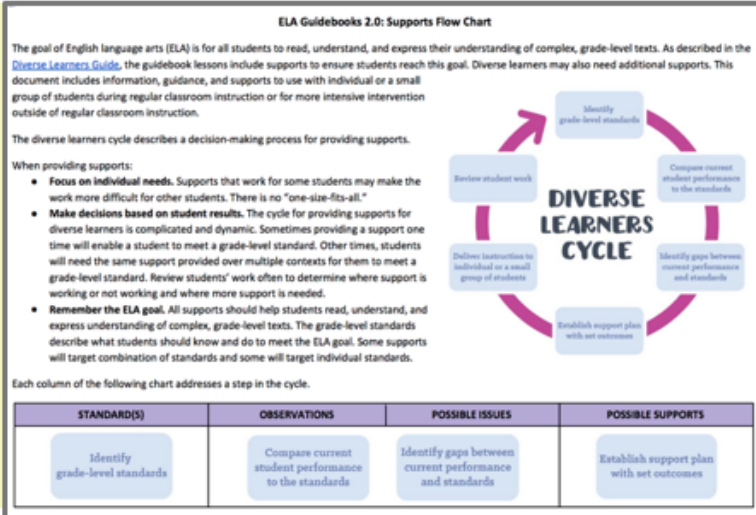 ELA Guidebooks 2.0: Supports Flow Chart
The goal of English language arts (ELA) is for all students to read, understand, and express their understanding of complex, grade-level texts. As described in the
Diverse Learners Guide, the guidebook lessons include supports to ensure students reach this goal. Diverse learners may also need additional supports. This
document includes information, guidance, and supports to use with individual or a small
group of students during regular classroom instruction or for more intensive intervention
outside of regular classroom instruction.
The diverse learners cycle describes a decision-making process for providing supports.
When providing supports:
● Focus on individual needs. Supports that work for some students may make the
work more difficult for other students. There is no "one-size-fits-all."
● Make decisions based on student results. The cycle for providing supports for
diverse learners is complicated and dynamic. Sometimes providing a support one
time will enable a student to meet a grade-level standard. Other times, students
will need the same support provided over multiple contexts for them to meet a
grade-level standard. Review students' work often to determine where support is
working or not working and where more support is needed.
● Remember the ELA goal. All supports should help students read, understand, and
express understanding of complex, grade-level texts. The grade-level standards
describe what students should know and do to meet the ELA goal. Some supports
will target combination of standards and some will target individual standards.
Identify
grade-level standards
Compare current
student performance
to the standards
Identify gaps between
current performance
and standards
Establish support plan
with set outcomes
Deliver instruction to
individual or a small
group of students
Review student work
DIVERSE
LEARNERS
CYCLE
Each column of the following chart addresses a step in the cycle.
STANDARD(S) OBSERVATIONS POSSIBLE ISSUES POSSIBLE SUPPORTS
Identify
grade-level standards
Compare current
student performance
to the standards
Identify gaps between
current performance
and standards
Establish support plan
with set outcomes